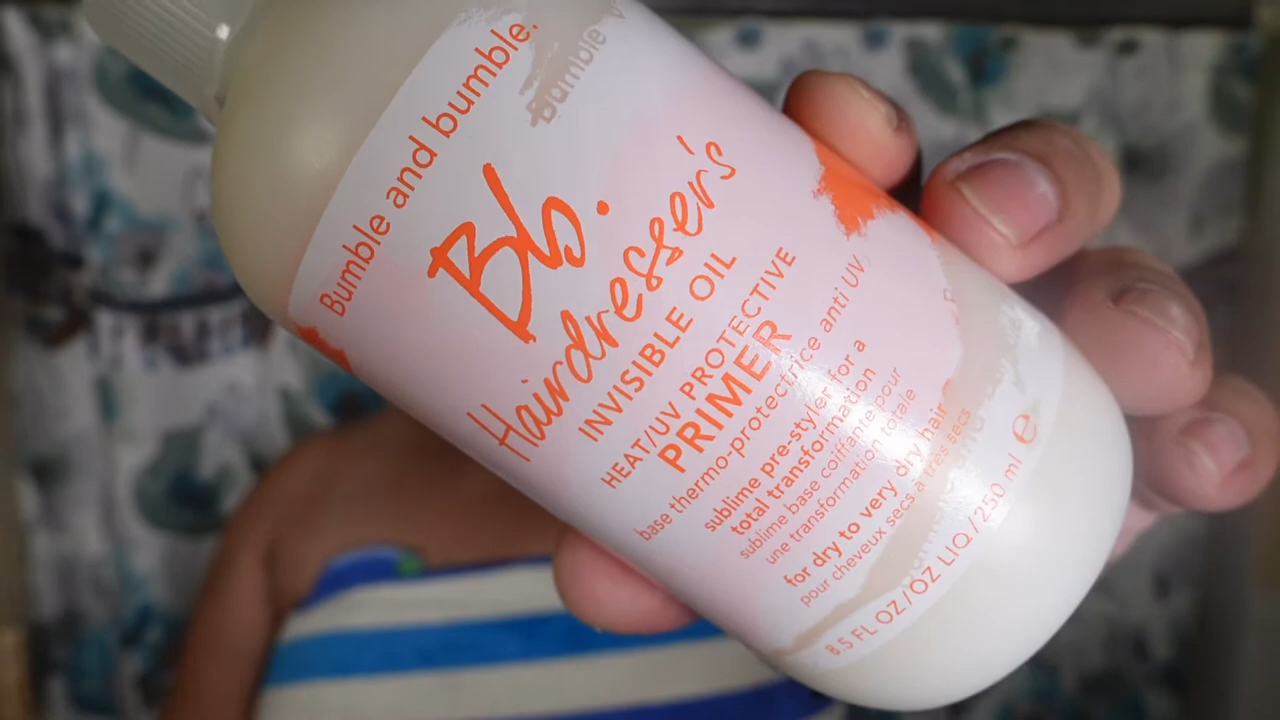 Bumble and bumble.
Bumble
Bb.
Hairdresser's
INVISIBLE OIL
HEAT/UV PROTECTIVE
PRIMER
base thermo-protectrice anti UV
sublime pre-styler for a
total transformation
sublime base coiffante pour
une transformation totale
for dry to very dry hair
pour cheveux secs à très secs
8.5 FL OZ/OZ LIQ/250 ml e